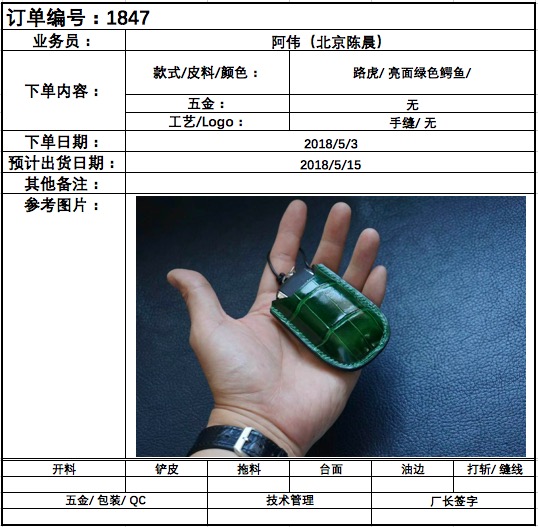 订单编号：1847
业务员： 阿伟（北京陈晨）
下单内容： 款式/皮料/颜色： 路虎/ 亮面绿色鳄鱼/
五金： 无
工艺/Logo： 手缝/ 无
下单日期： 2018/5/3
预计出货日期： 2018/5/15
其他备注：
参考图片：
开料 铲皮 拖料 台面 油边 打斩/ 缝线
五金/ 包装/ QC 技术管理 厂长签字